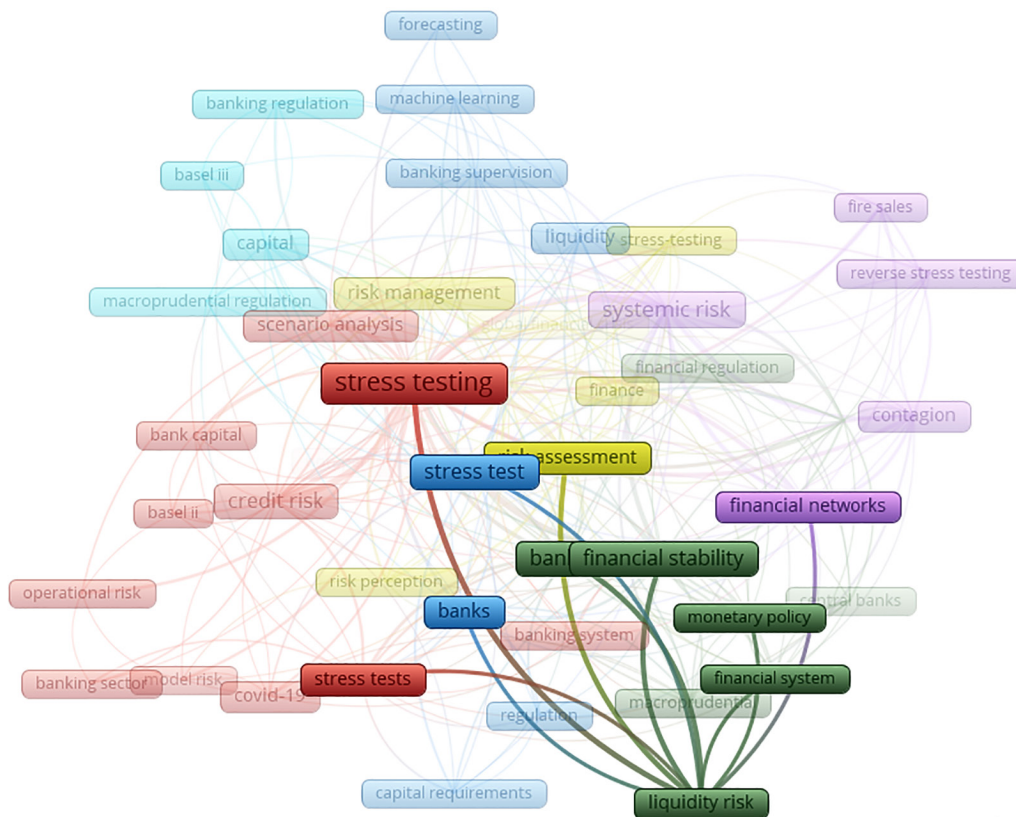 forecasting
machine learning
banking regulation
basel iii
banking supervision
fire sales
liquidity
stress-testing
capital
reverse stress testing
risk management
macroprudential regulation
systemic risk
scenario analysis
financial regulation
stress testing
finance
contagion
bank capital
assessment
stress test
credit risk
financial networks
basel ii
financial stability
risk perception
operational risk
central banks
banks
monetary policy
banking system
stress tests
financial system
model risk
banking sector
covid-19
macroprudential
regulation
capital requirements
liquidity risk